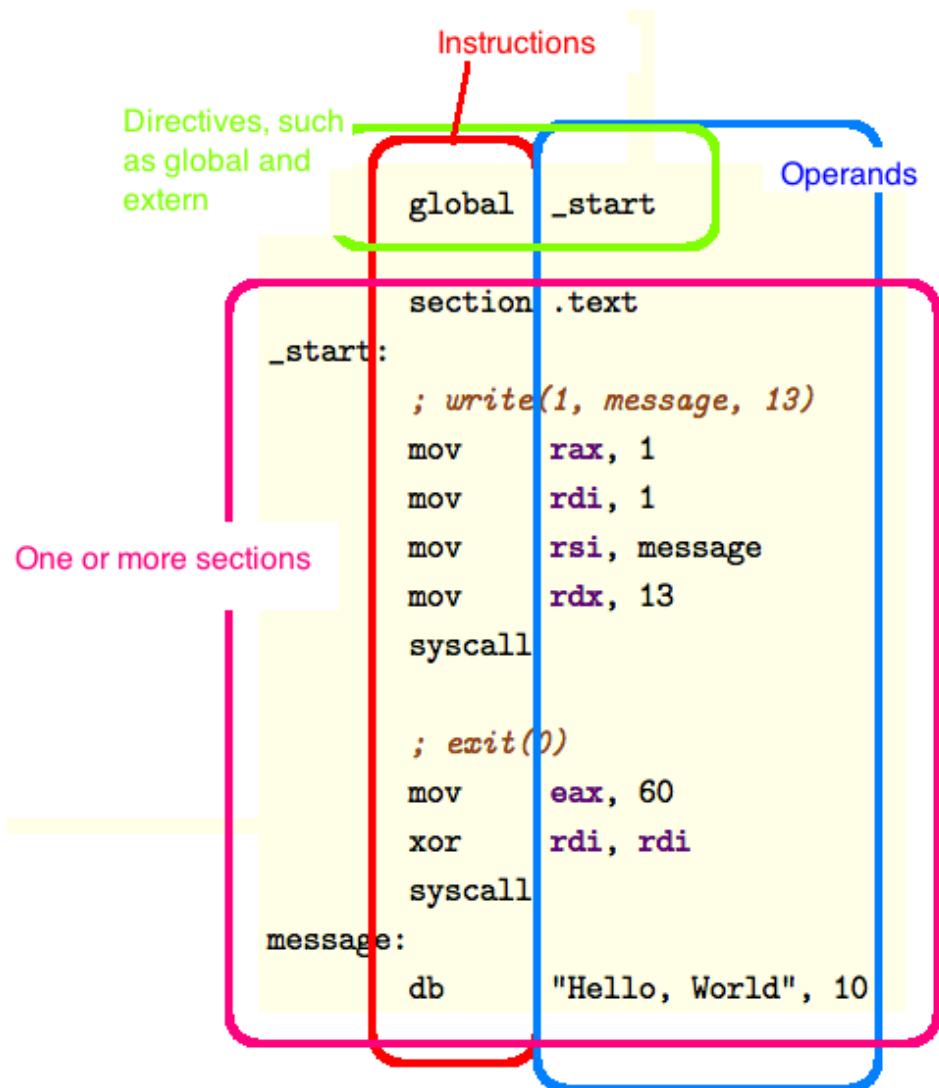 Instructions
Directives, such
as global and
extern
Operands
global _start
section .text
_start:
; write(1, message, 13)
mov rax, 1
mov rdi, 1
mov rsi, message
One or more sections
mov rdx, 13
syscall
; exit(0)
mov eax, 60
xor rdi, rdi
syscall
message:
db "Hello, World", 10